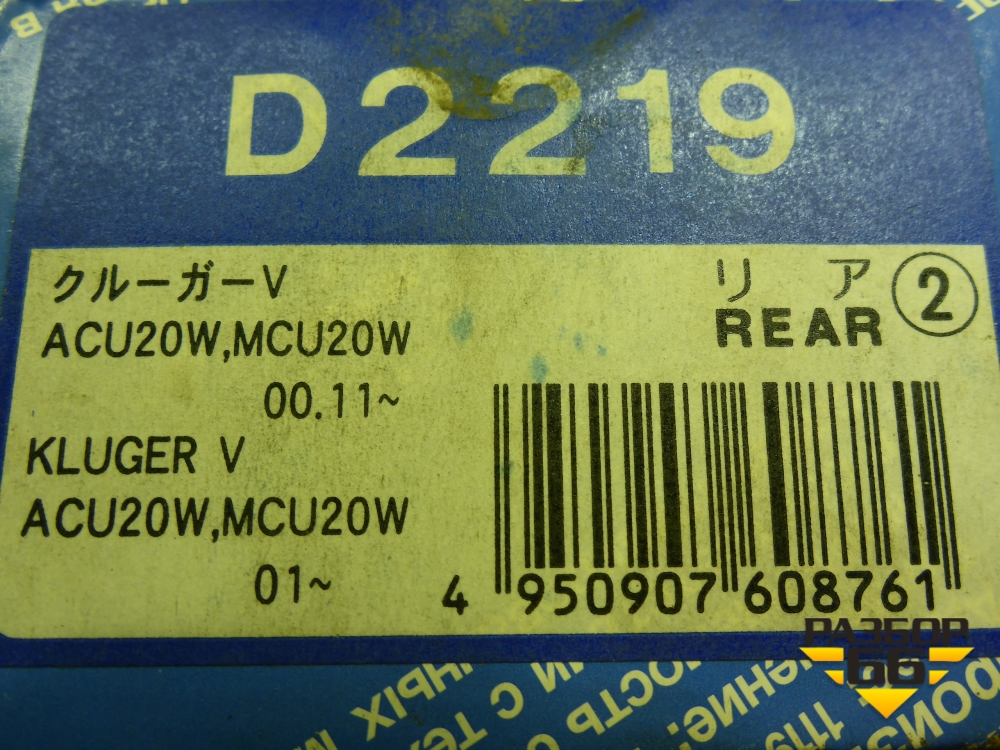 D2219
クルーガーV
ACU20W,MCU20W
00.11~
KLUGER V
ACU20W,MCU20W
01~
リア
REAR
②
4 950907 608761
РАЗБОР
66